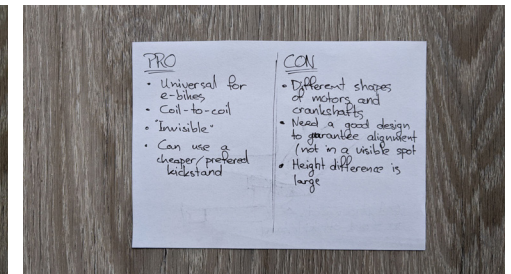 PRO
• Universal for
e-bikes
• Coil-to-coil
• "Invisible"
• Can use a
cheaper/prefered
kickstand
CON
• Different shapes
of motors and
crankshafts
• Need a good design
to garantee alignment
(not in a visible spot
• Height difference is
large